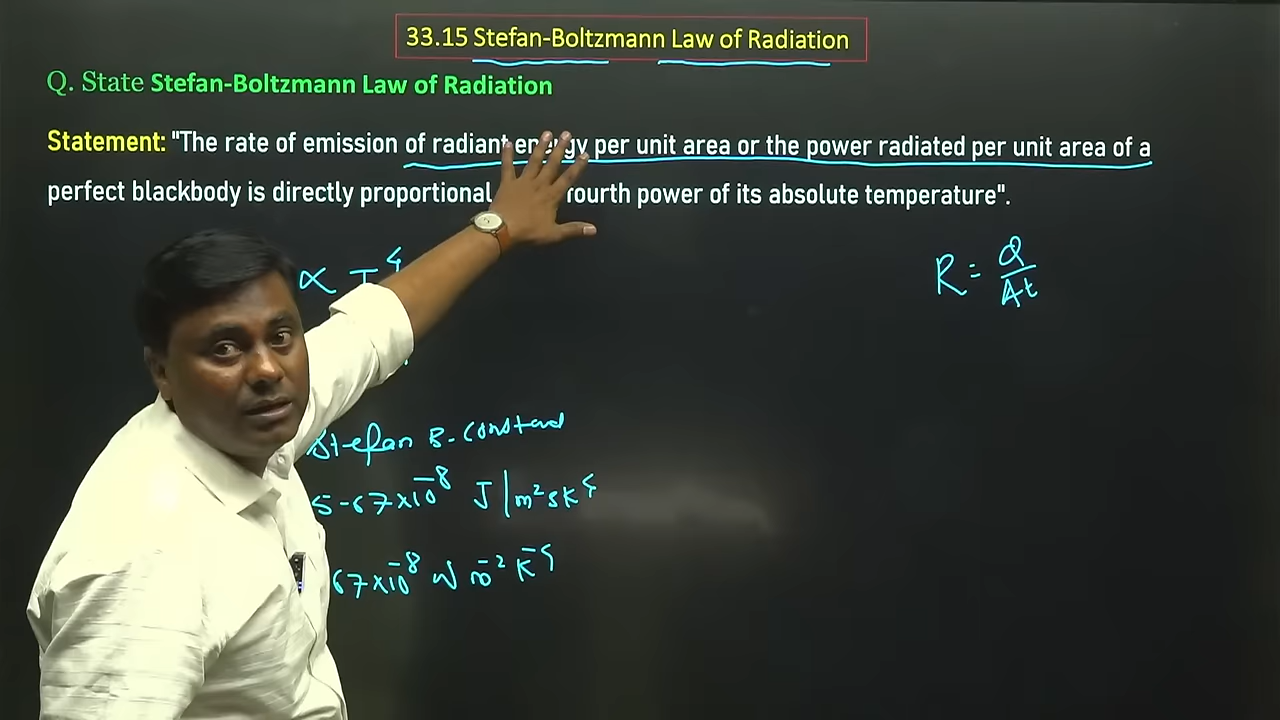 33.15 Stefan-Boltzmann Law of Radiation
Q. State Stefan-Boltzmann Law of Radiation
Statement: "The rate of emission of radiant energy per unit area or the power radiated per unit area of a
perfect blackbody is directly proportional fourth power of its absolute temperature".
∝ T⁴
R = Q/At
Stefan B-constant
5.67×10⁻⁸ J/m²sK⁴
67×10⁻⁸ W m⁻² K⁻⁴